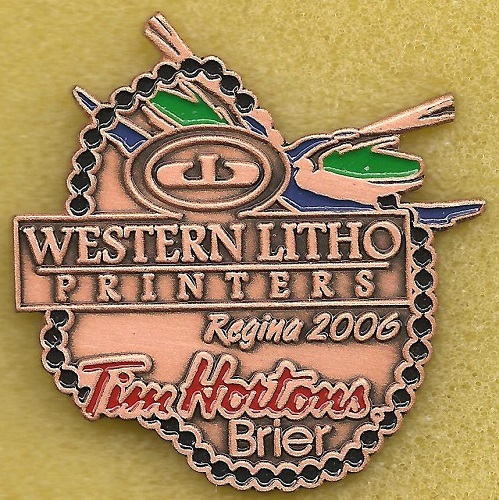 WESTERN LITHO
PRINTERS
Regina 2006
Tim Hortons
Brier